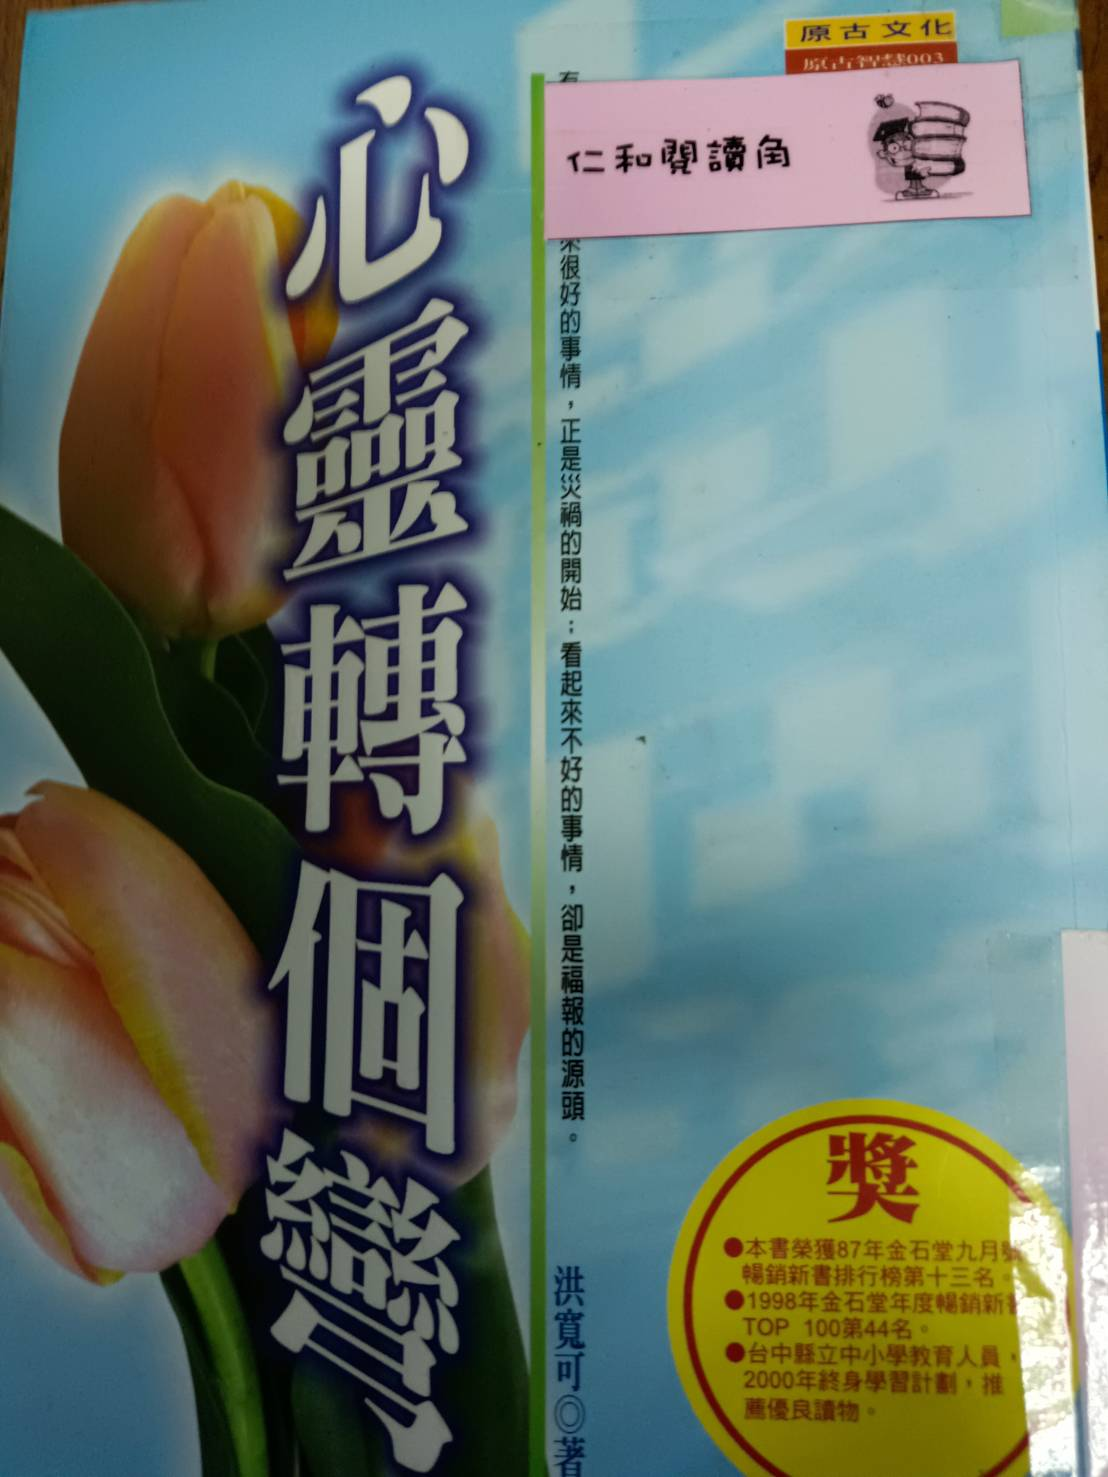 原古文化
原古智慧003
仁和閱讀角
心靈轉個彎
有
來很好的事情，正是災禍的開始；看起來不好的事情，卻是福報的源頭。
洪寬可◎著
獎
●本書榮獲87年金石堂九月號
暢銷新書排行榜第十三名。
●1998年金石堂年度暢銷新書
TOP 100第44名。
●台中縣立中小學教育人員，
2000年終身學習計劃，推
薦優良讀物。